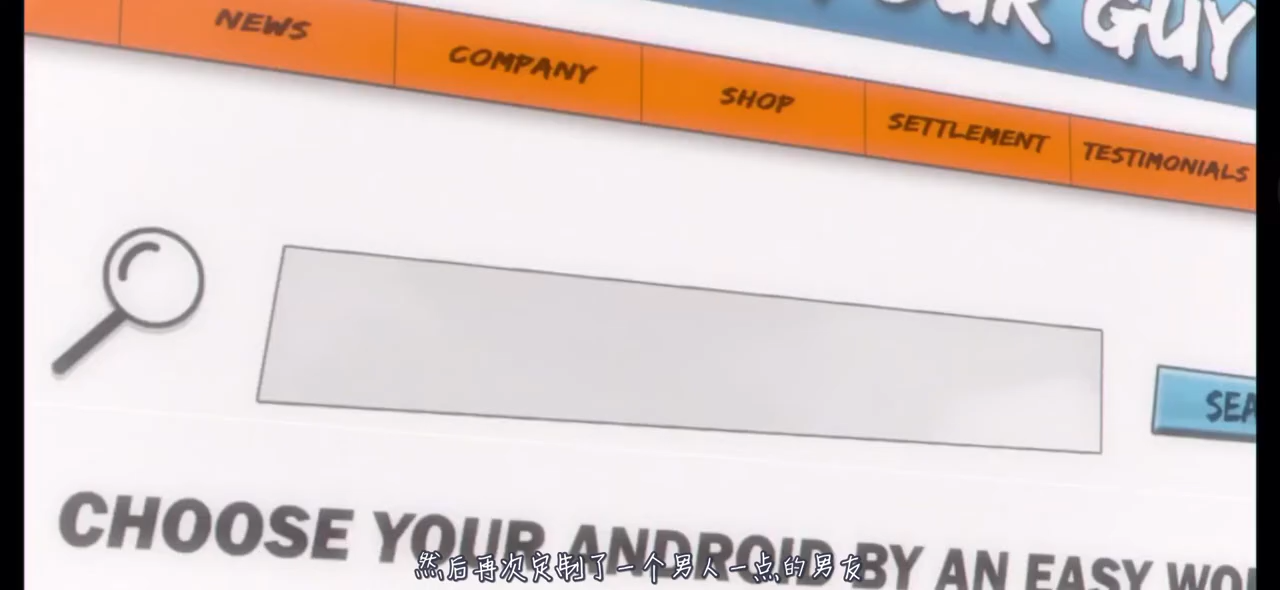 GUY
NEWS COMPANY SHOP SETTLEMENT TESTIMONIALS
CHOOSE YOUR ANDROID BY AN EASY
然后再次定制了一个男人一点的男友